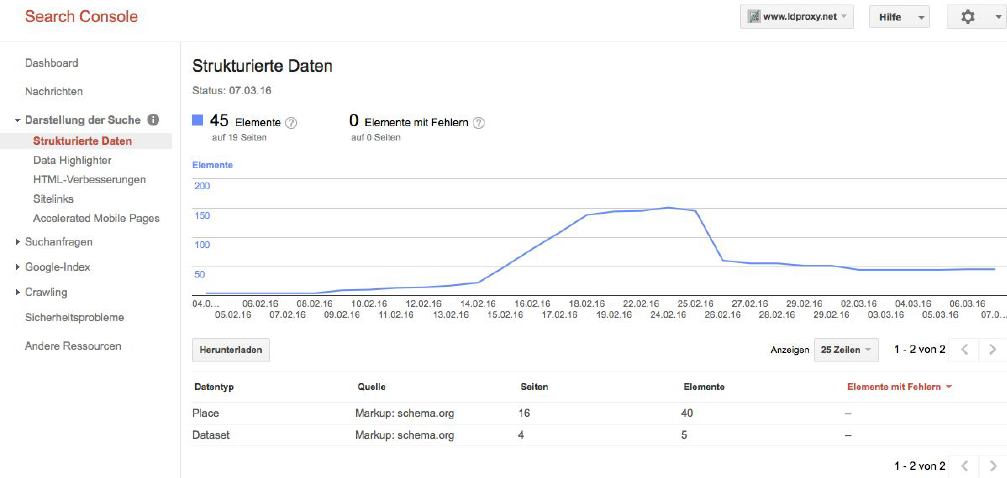 Search Console
www.ldproxy.net
Hilfe
Dashboard
Nachrichten
Darstellung der Suche
Strukturierte Daten
Data Highlighter
HTML-Verbesserungen
Sitelinks
Accelerated Mobile Pages
Suchanfragen
Google-Index
Crawling
Sicherheitsprobleme
Andere Ressourcen
Strukturierte Daten
Status: 07.03.16
45 Elemente
auf 19 Seiten
0 Elemente mit Fehlern
auf 0 Seiten
Elemente
200
150
100
50
04.0... 06.02.16 08.02.16 10.02.16 12.02.16 14.02.16 16.02.16 18.02.16 22.02.16 25.02.16 27.02.16 29.02.16 02.03.16 04.03.16 06.03.16
05.02.16 07.02.16 09.02.16 11.02.16 13.02.16 15.02.16 17.02.16 19.02.16 24.02.16 26.02.16 28.02.16 29.02.16 03.03.16 05.03.16 07.0...
Herunterladen
Anzeigen 25 Zeilen 1 - 2 von 2
Datentyp Quelle Seiten Elemente Elemente mit Fehlern
Place Markup: schema.org 16 40 –
Dataset Markup: schema.org 4 5 –
1 - 2 von 2